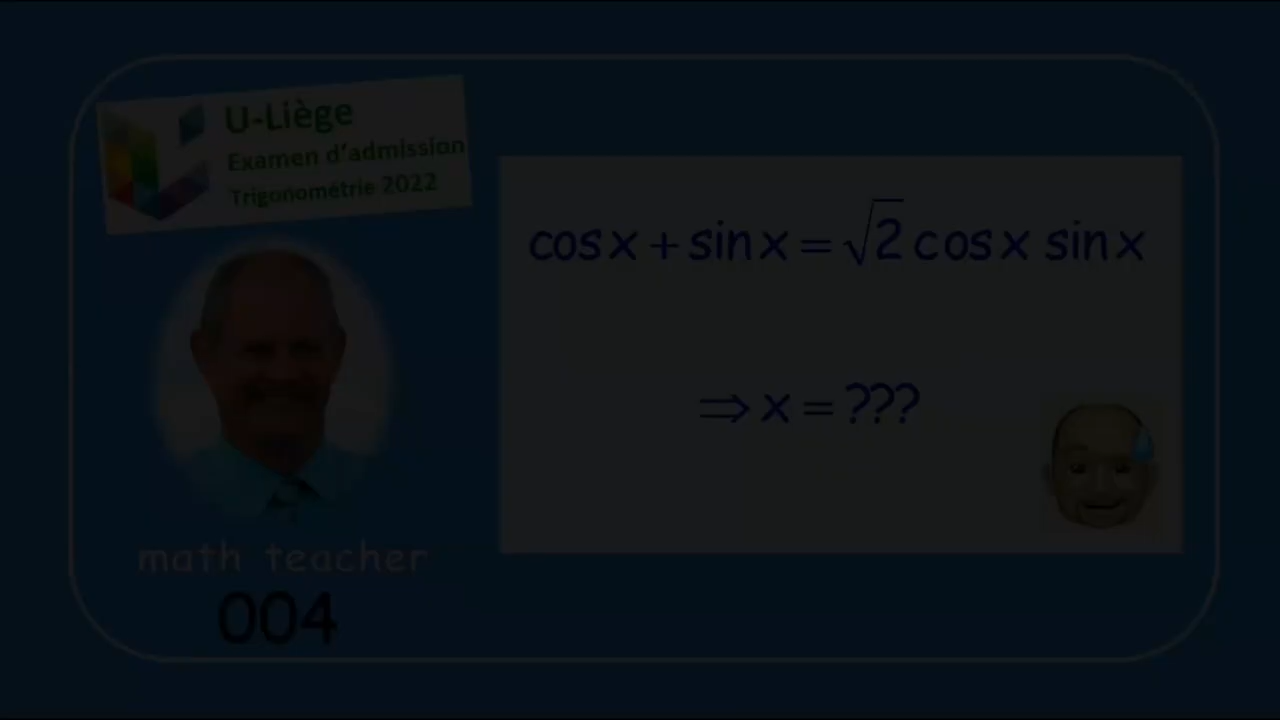 U-Liège
Examen d'admission
Trigonométrie 2022
cos x + sin x = √2 cos x sin x
⇒ x = ???
math teacher
004